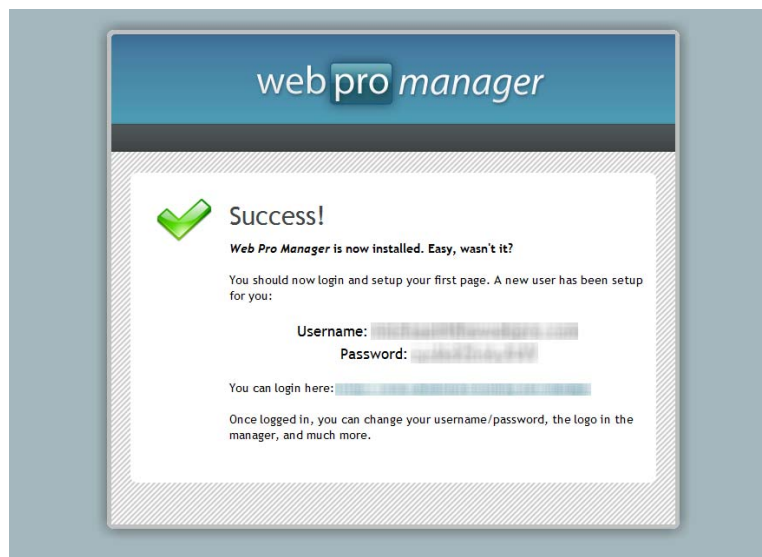 web pro manager
Success!
Web Pro Manager is now installed. Easy, wasn't it?
You should now login and setup your first page. A new user has been setup
for you:
Username:
Password:
You can login here:
Once logged in, you can change your username/password, the logo in the
manager, and much more.